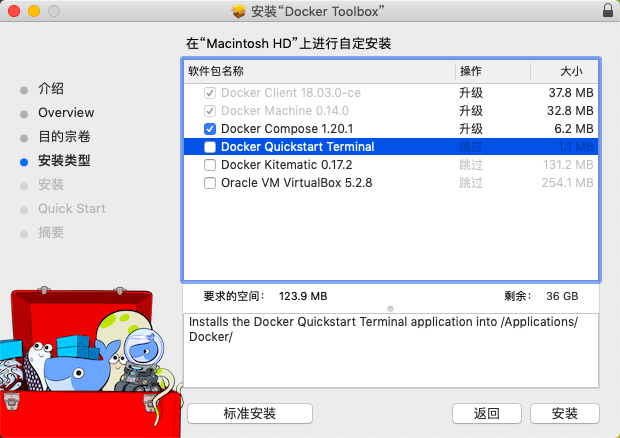 安装“Docker Toolbox”
在“Macintosh HD”上进行自定安装
介绍
Overview
目的宗卷
安装类型
安装
Quick Start
摘要
软件包名称 操作 大小
Docker Client 18.03.0-ce 升级 37.8 MB
Docker Machine 0.14.0 升级 32.8 MB
Docker Compose 1.20.1 升级 6.2 MB
Docker Quickstart Terminal 跳过 1.1 MB
Docker Kitematic 0.17.2 跳过 131.2 MB
Oracle VM VirtualBox 5.2.8 跳过 254.1 MB
要求的空间： 123.9 MB 剩余： 36 GB
Installs the Docker Quickstart Terminal application into /Applications/
Docker/
标准安装 返回 安装